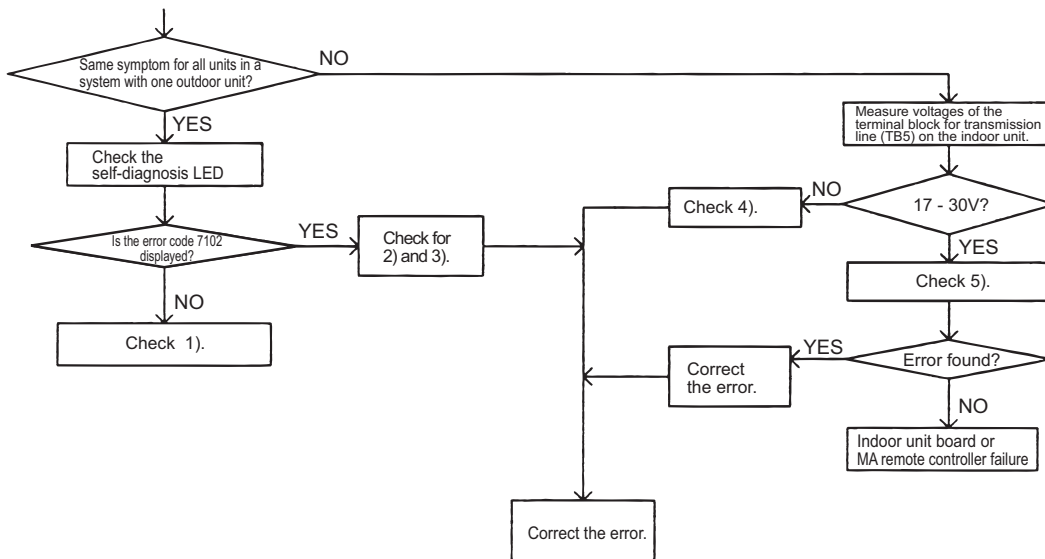 Same symptom for all units in a
system with one outdoor unit?
NO
YES
Measure voltages of the
terminal block for transmission
line (TB5) on the indoor unit.
Check the
self-diagnosis LED
NO
17 - 30V?
Check 4).
YES
Is the error code 7102
displayed?
YES
Check for
2) and 3).
Check 5).
NO
Check 1).
YES
Error found?
Correct
the error.
NO
Indoor unit board or
MA remote controller failure
Correct the error.